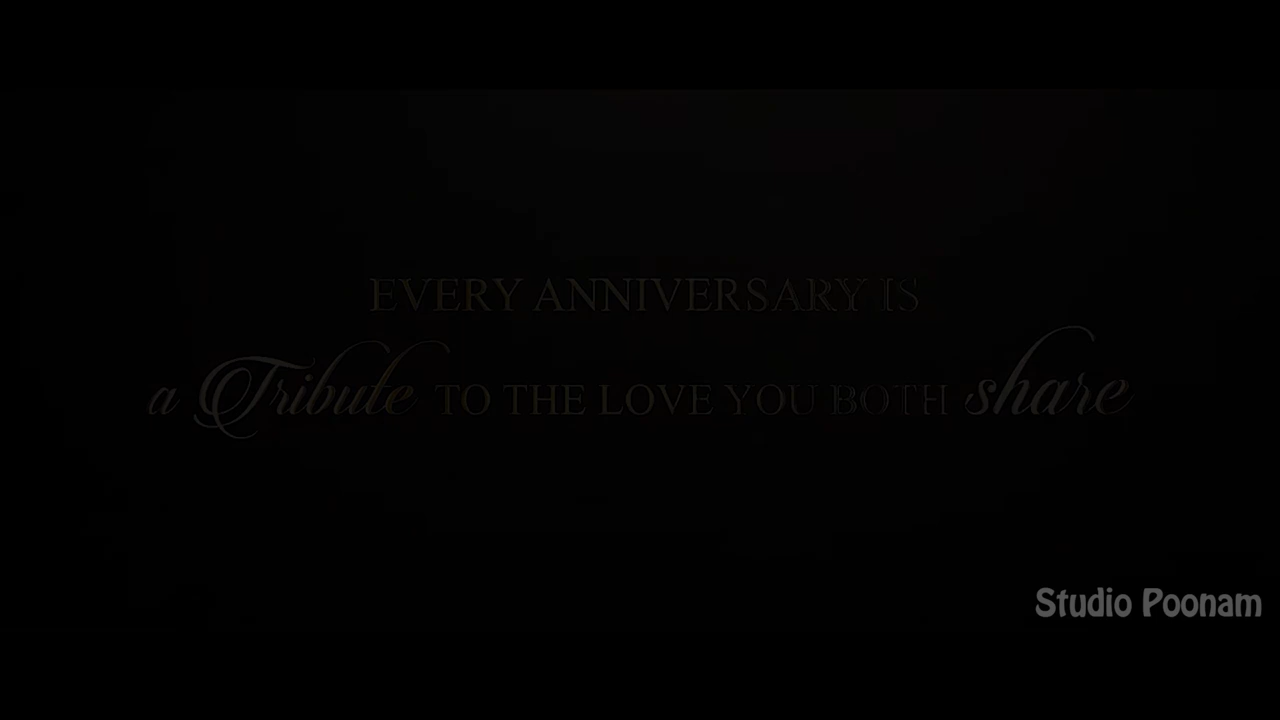 EVERY ANNIVERSARY IS
a Tribute TO THE LOVE YOU BOTH share
Studio Poonam